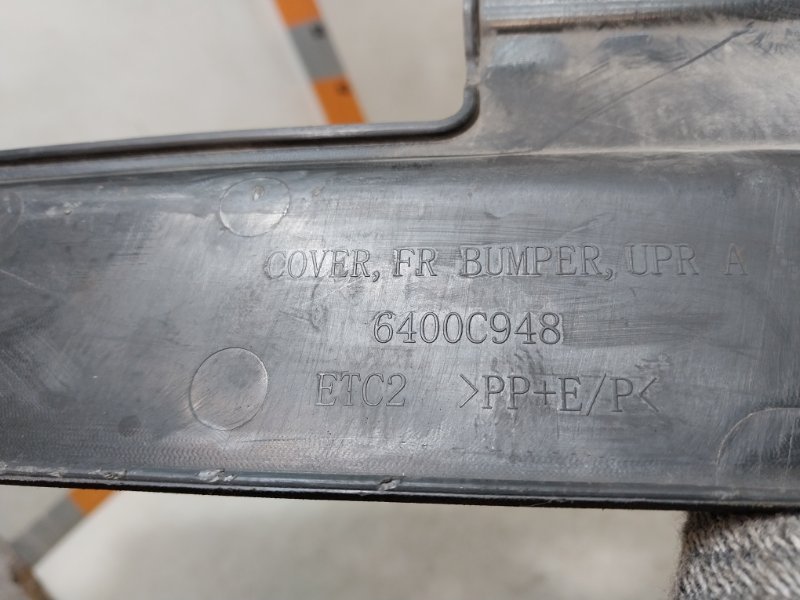 COVER, FR BUMPER, UPR A
6400C948
ETC2 >PP+E/P<